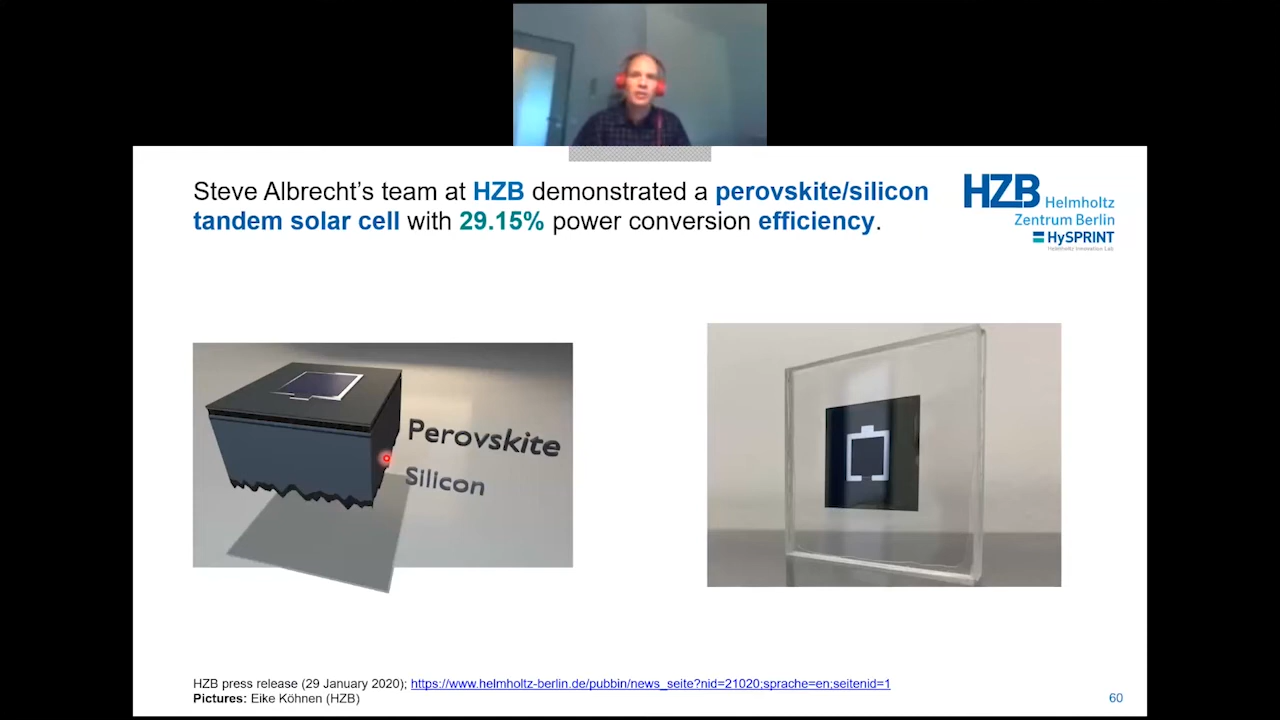 Steve Albrecht’s team at HZB demonstrated a perovskite/silicon
tandem solar cell with 29.15% power conversion efficiency.
HZB Helmholtz
Zentrum Berlin
HySPRINT
Helmholtz Innovation Lab
Perovskite
Silicon
HZB press release (29 January 2020); https://www.helmholtz-berlin.de/pubbin/news_seite?nid=21020;sprache=en;seitenid=1
Pictures: Eike Köhnen (HZB)
60